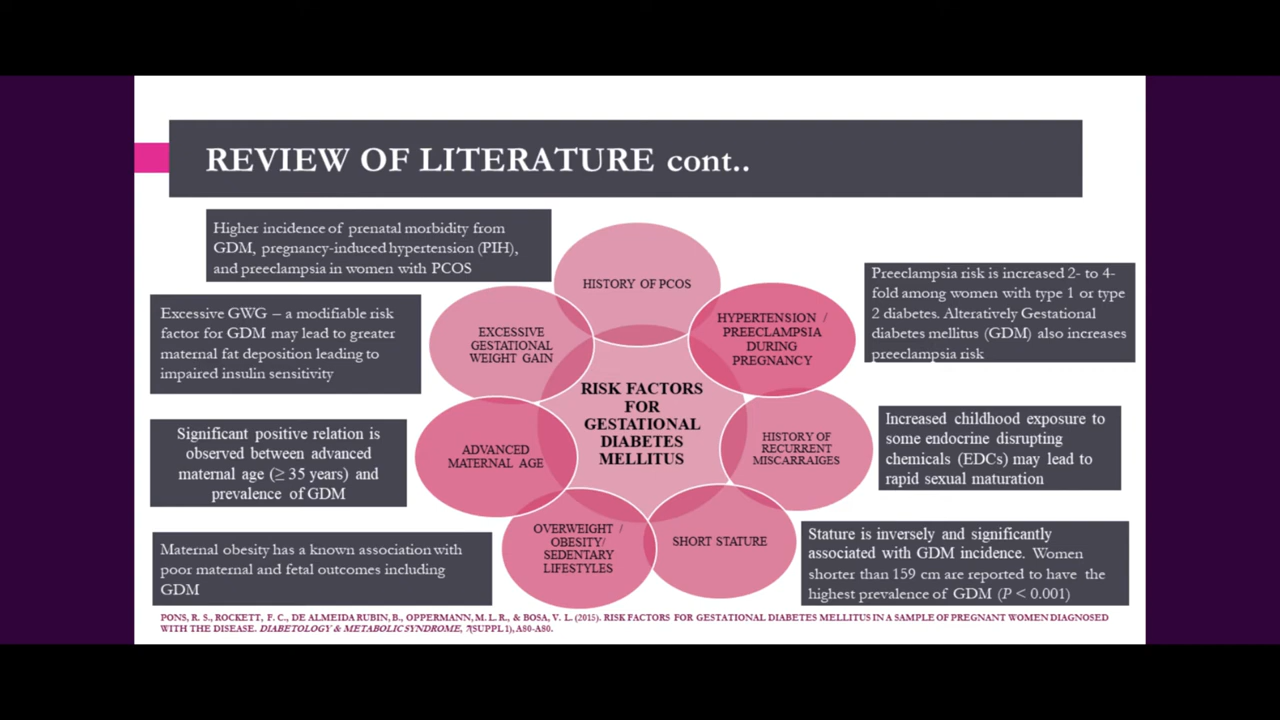 REVIEW OF LITERATURE cont..
Higher incidence of prenatal morbidity from
GDM, pregnancy-induced hypertension (PIH),
and preeclampsia in women with PCOS
Excessive GWG – a modifiable risk
factor for GDM may lead to greater
maternal fat deposition leading to
impaired insulin sensitivity
Significant positive relation is
observed between advanced
maternal age (≥ 35 years) and
prevalence of GDM
Maternal obesity has a known association with
poor maternal and fetal outcomes including
GDM
HISTORY OF PCOS
EXCESSIVE
GESTATIONAL
WEIGHT GAIN
HYPERTENSION /
PREECLAMPSIA
DURING
PREGNANCY
RISK FACTORS
FOR
GESTATIONAL
DIABETES
MELLITUS
ADVANCED
MATERNAL AGE
HISTORY OF
RECURRENT
MISCARRAIGES
OVERWEIGHT /
OBESITY/
SEDENTARY
LIFESTYLES
SHORT STATURE
Preeclampsia risk is increased 2- to 4-
fold among women with type 1 or type
2 diabetes. Alteratively Gestational
diabetes mellitus (GDM) also increases
preeclampsia risk
Increased childhood exposure to
some endocrine disrupting
chemicals (EDCs) may lead to
rapid sexual maturation
Stature is inversely and significantly
associated with GDM incidence. Women
shorter than 159 cm are reported to have the
highest prevalence of GDM (P < 0.001)
PONS, R. S., ROCKETT, F. C., DE ALMEIDA RUBIN, B., OPPERMANN, M. L. R., & BOSA, V. L. (2015). RISK FACTORS FOR GESTATIONAL DIABETES MELLITUS IN A SAMPLE OF PREGNANT WOMEN DIAGNOSED
WITH THE DISEASE. DIABETOLOGY & METABOLIC SYNDROME, 7(SUPPL 1), A80-A80.